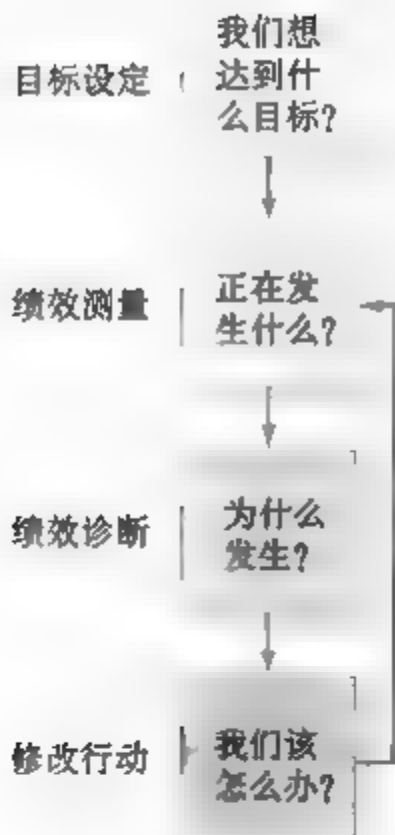 我们想
目标设定 达到什
么目标?
绩效测量 正在发
生什么?
绩效诊断 为什么
发生?
修改行动 我们该
怎么办?